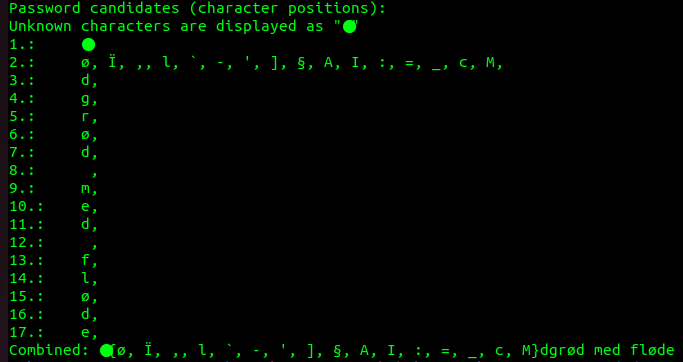 Password candidates (character positions):
Unknown characters are displayed as "●"
1.: ●
2.: ø, Ï, ,, l, `, -, ', ], §, A, I, :, =, _, c, M,
3.: d,
4.: g,
5.: r,
6.: ø,
7.: d,
8.:  ,
9.: m,
10.: e,
11.: d,
12.:  ,
13.: f,
14.: l,
15.: ø,
16.: d,
17.: e,
Combined: ●{ø, Ï, ,, l, `, -, ', ], §, A, I, :, =, _, c, M}dgrød med fløde